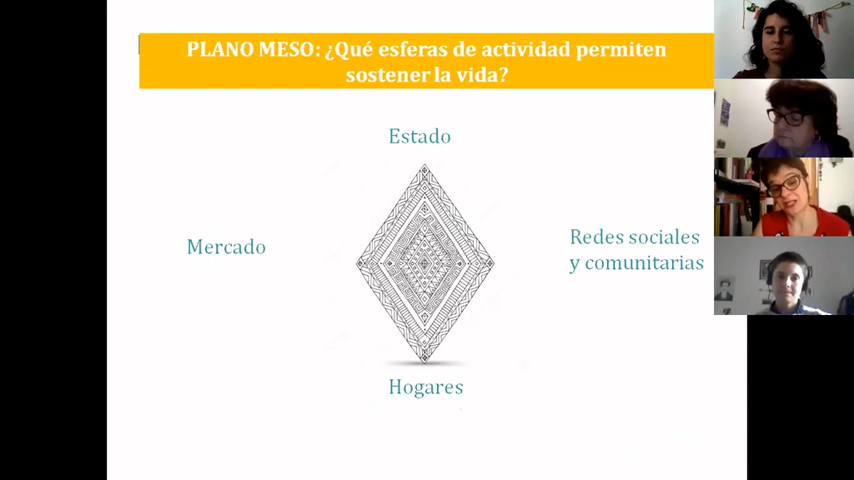 PLANO MESO: ¿Qué esferas de actividad permiten
sostener la vida?
Estado
Mercado
Redes sociales
y comunitarias
Hogares